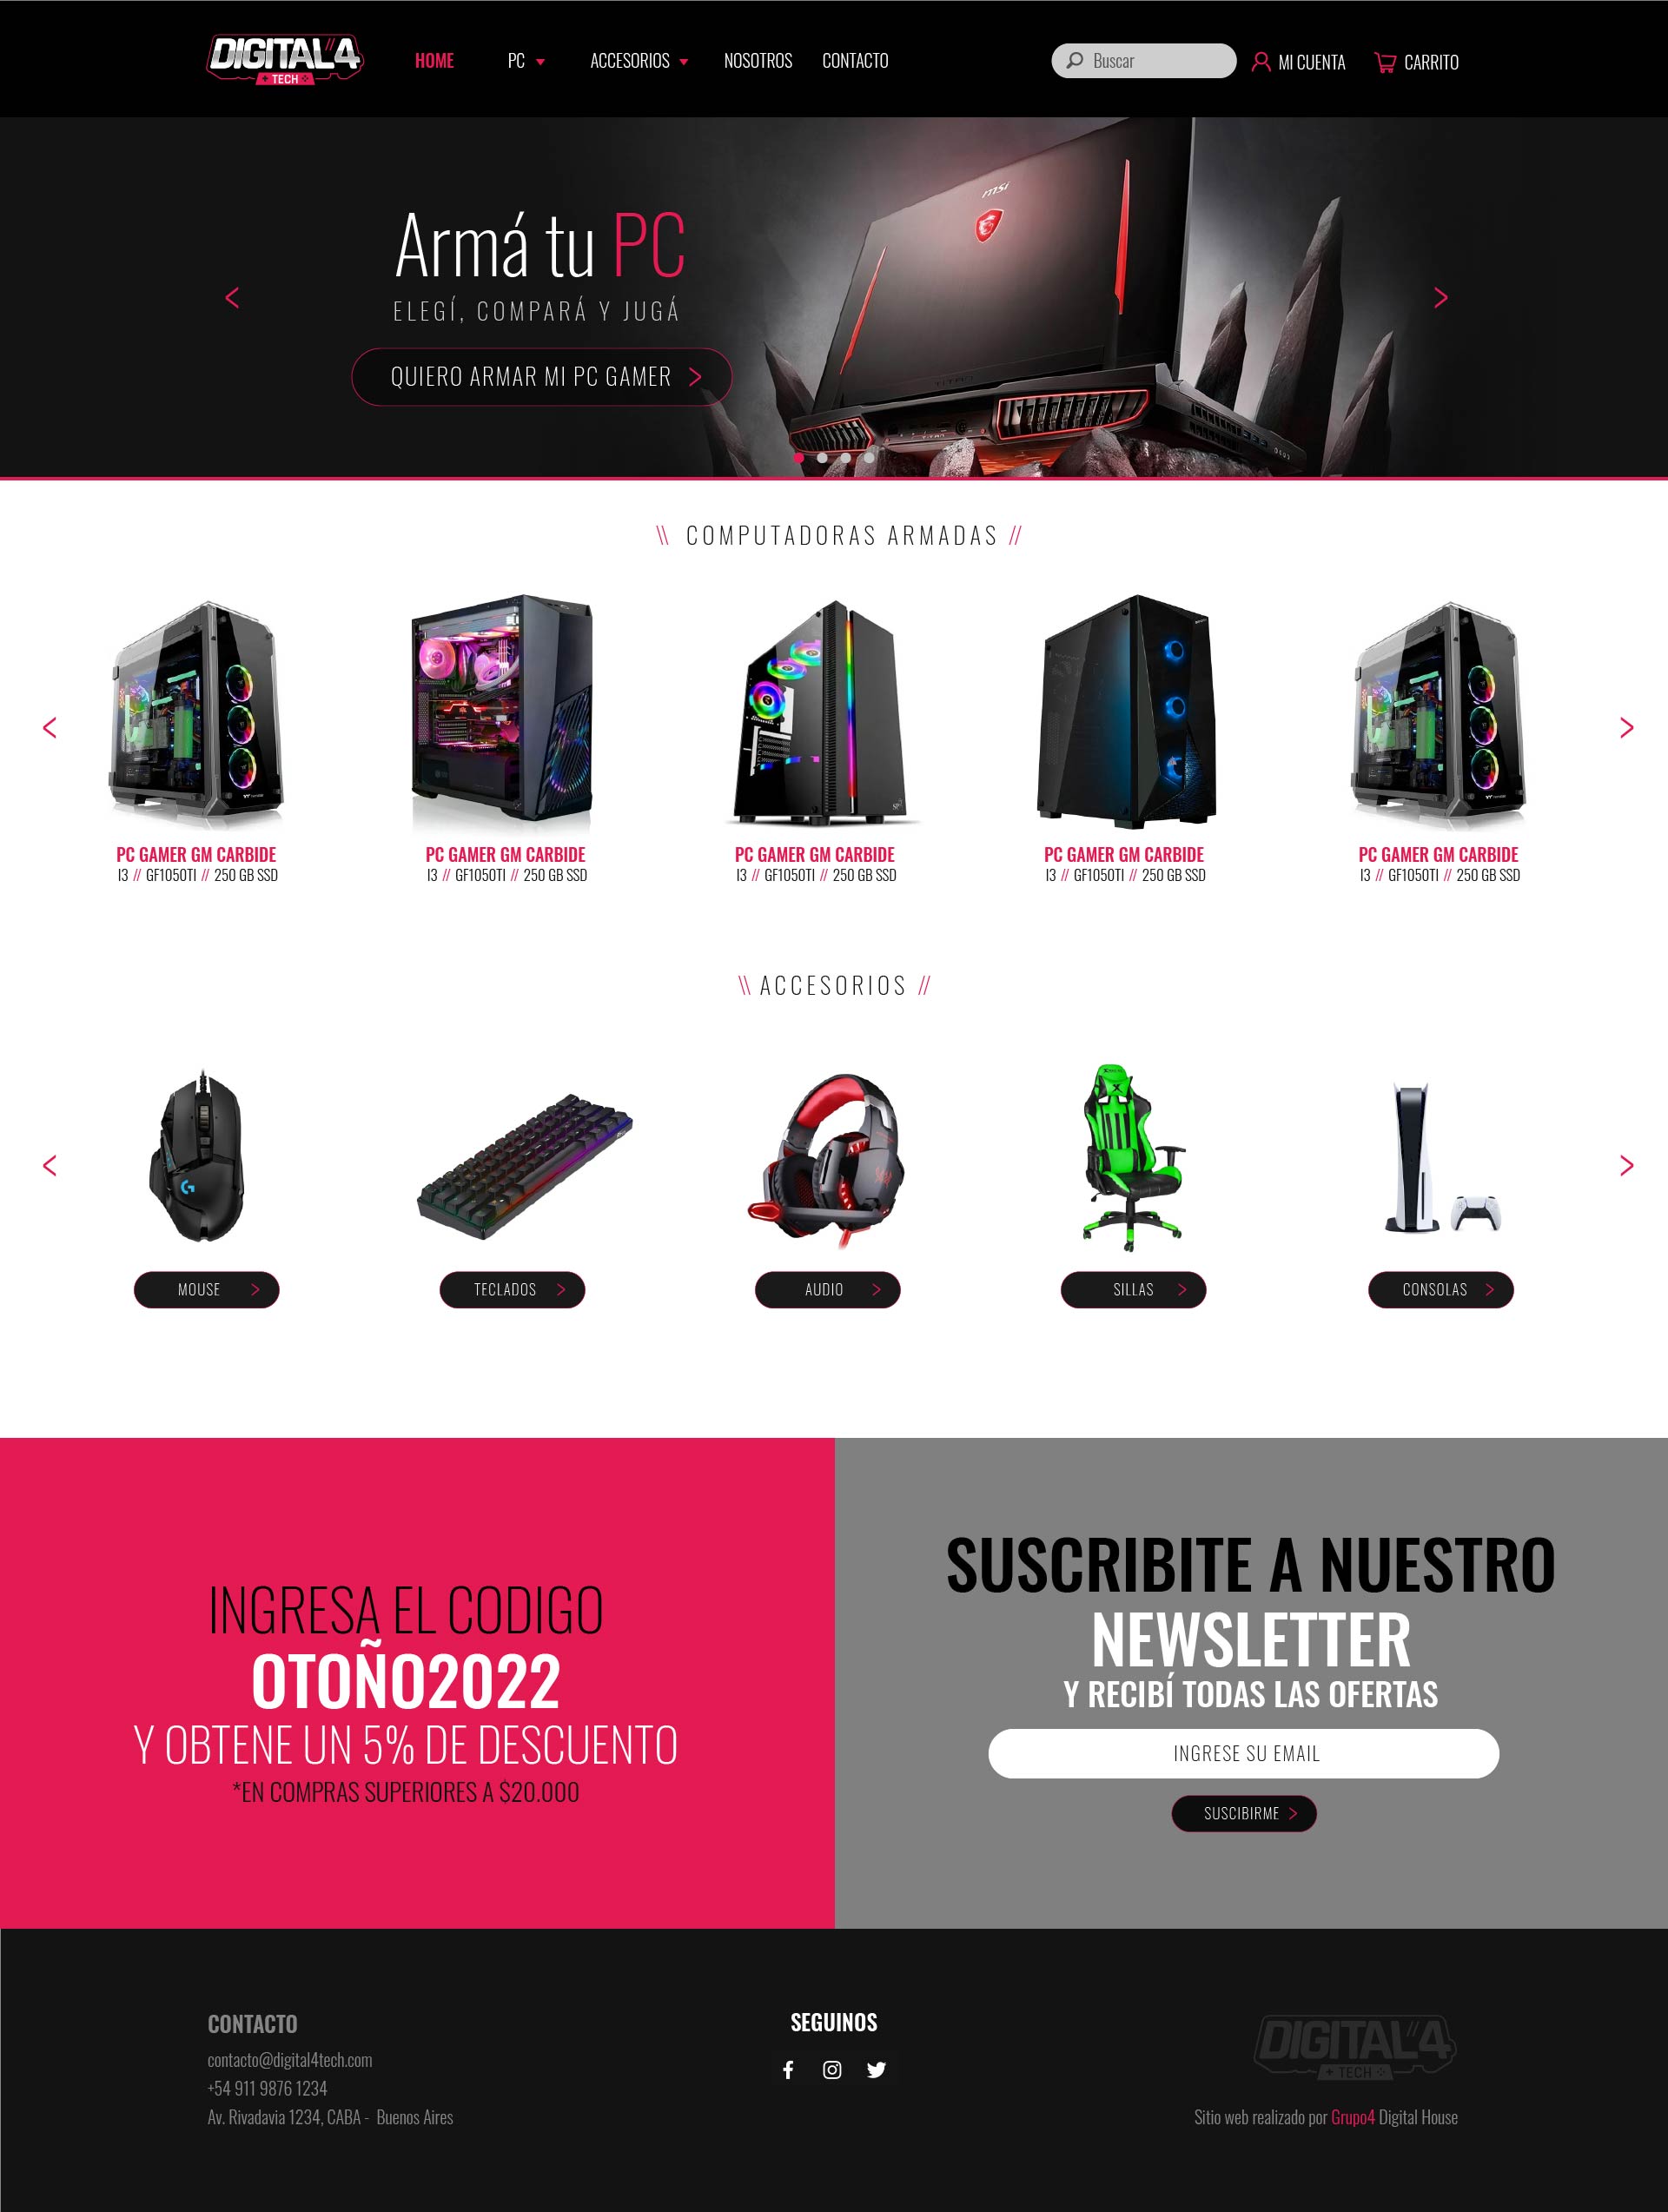 DIGITAL"4
TECH
HOME
PC
ACCESORIOS
NOSOTROS
CONTACTO
Buscar
MI CUENTA
CARRITO
msi
Armá tu PC
ELEGÍ, COMPARÁ Y JUGÁ
QUIERO ARMAR MI PC GAMER >
\\ COMPUTADORAS ARMADAS //
PC GAMER GM CARBIDE
I3 // GF1050TI // 250 GB SSD
PC GAMER GM CARBIDE
I3 // GF1050TI // 250 GB SSD
PC GAMER GM CARBIDE
I3 // GF1050TI // 250 GB SSD
PC GAMER GM CARBIDE
I3 // GF1050TI // 250 GB SSD
PC GAMER GM CARBIDE
I3 // GF1050TI // 250 GB SSD
\\ ACCESORIOS //
MOUSE >
TECLADOS >
AUDIO >
SILLAS >
CONSOLAS >
INGRESA EL CODIGO
OTOÑO2022
Y OBTENE UN 5% DE DESCUENTO
*EN COMPRAS SUPERIORES A $20.000
SUSCRIBITE A NUESTRO
NEWSLETTER
Y RECIBÍ TODAS LAS OFERTAS
INGRESE SU EMAIL
SUSCIBIRME >
CONTACTO
contacto@digital4tech.com
+54 911 9876 1234
Av. Rivadavia 1234, CABA - Buenos Aires
SEGUINOS
DIGITAL"4
TECH
Sitio web realizado por Grupo4 Digital House